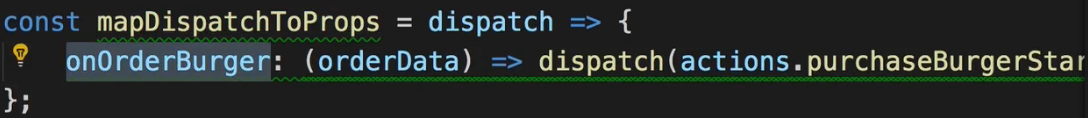 const mapDispatchToProps = dispatch => {
onOrderBurger: (orderData) => dispatch(actions.purchaseBurgerStar
};